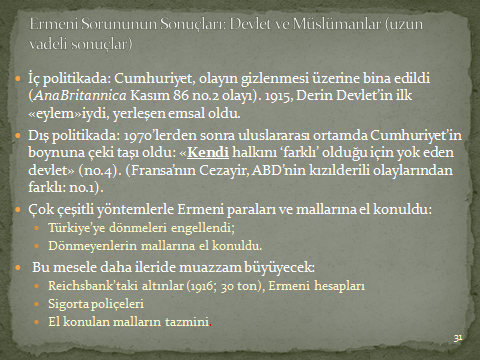 Ermeni Sorununun Sonuçları: Devlet ve Müslümanlar (uzun
vadeli sonuçlar)
İç politikada: Cumhuriyet, olayın gizlenmesi üzerine bina edildi
(AnaBritannica Kasım 86 no.2 olayı). 1915, Derin Devlet’in ilk
«eylem»iydi, yerleşen emsal oldu.
Dış politikada: 1970’lerden sonra uluslararası ortamda Cumhuriyet’in
boynuna çeki taşı oldu: «Kendi halkını ‘farklı’ olduğu için yok eden
devlet» (no.4). (Fransa’nın Cezayir, ABD’nin kızılderili olaylarından
farklı: no.1).
Çok çeşitli yöntemlerle Ermeni paraları ve mallarına el konuldu:
Türkiye’ye dönmeleri engellendi;
Dönmeyenlerin mallarına el konuldu.
Bu mesele daha ileride muazzam büyüyecek:
Reichsbank’taki altınlar (1916; 30 ton), Ermeni hesapları
Sigorta poliçeleri
El konulan malların tazmini.
31